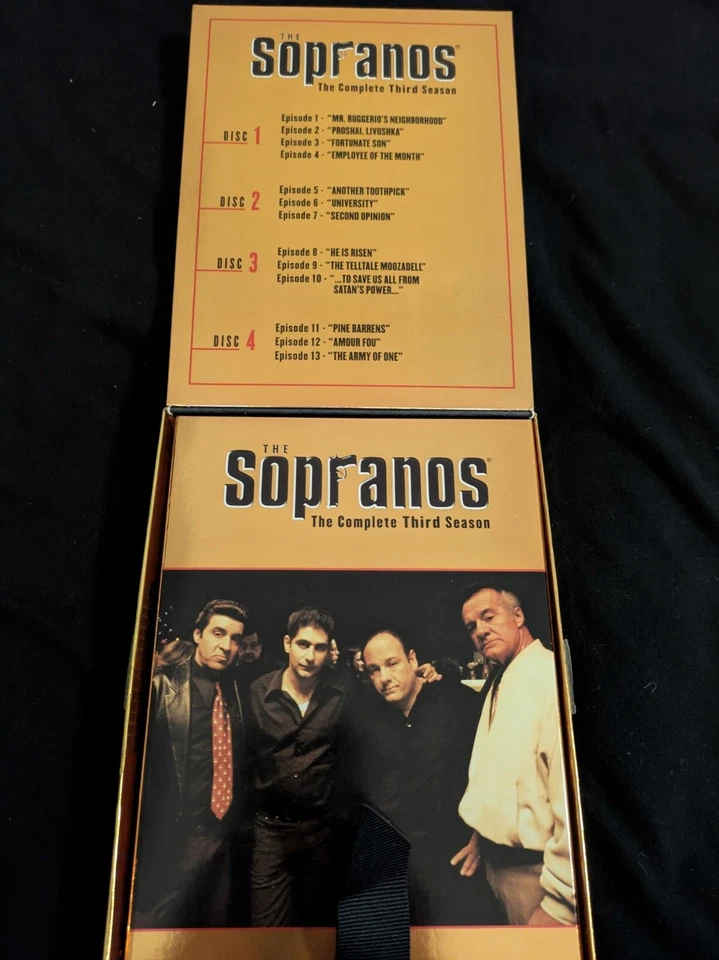 THE
Sopranos®
The Complete Third Season
DISC 1
Episode 1 - "MR. RUGGERIO'S NEIGHBORHOOD"
Episode 2 - "PROSHAI, LIVUSHKA"
Episode 3 - "FORTUNATE SON"
Episode 4 - "EMPLOYEE OF THE MONTH"
DISC 2
Episode 5 - "ANOTHER TOOTHPICK"
Episode 6 - "UNIVERSITY"
Episode 7 - "SECOND OPINION"
DISC 3
Episode 8 - "HE IS RISEN"
Episode 9 - "THE TELLTALE MOOZADELL"
Episode 10 - "...TO SAVE US ALL FROM
SATAN'S POWER..."
DISC 4
Episode 11 - "PINE BARRENS"
Episode 12 - "AMOUR FOU"
Episode 13 - "THE ARMY OF ONE"
THE
Sopranos®
The Complete Third Season